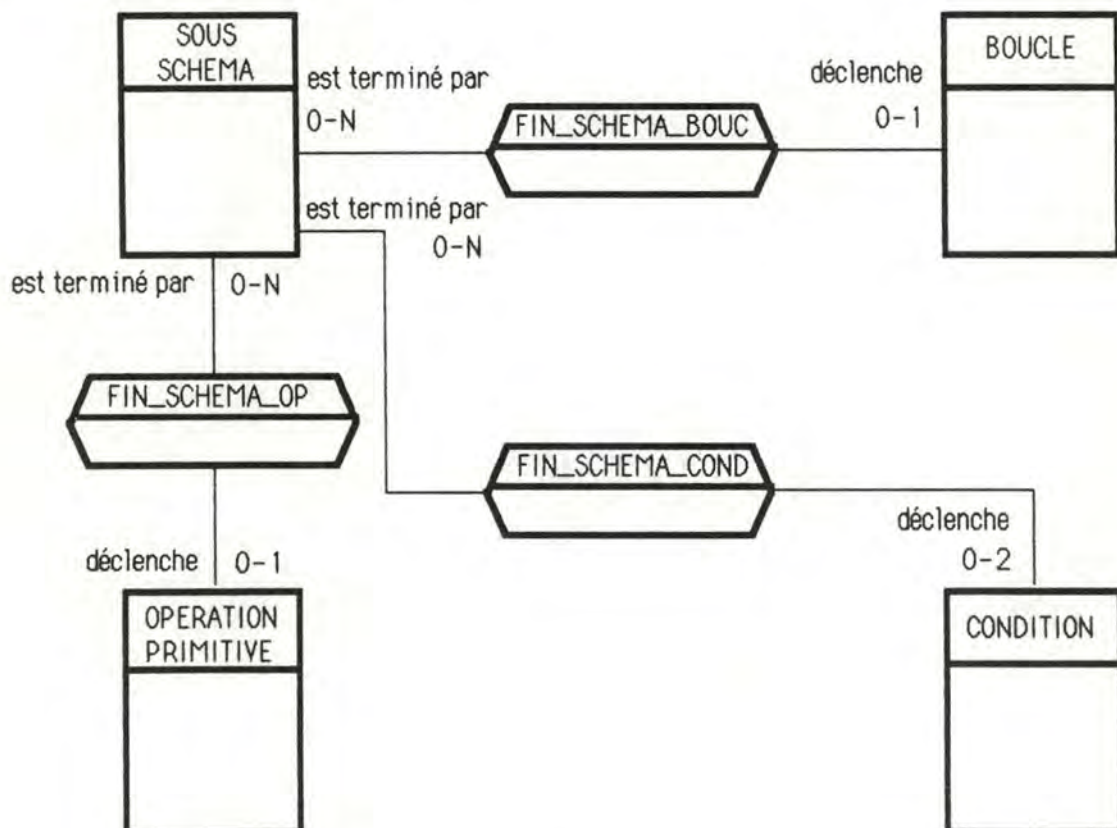 SOUS
SCHEMA
est terminé par
0-N
FIN_SCHEMA_BOUC
déclenche
0-1
BOUCLE
est terminé par
0-N
est terminé par 0-N
FIN_SCHEMA_OP
FIN_SCHEMA_COND
déclenche 0-1
déclenche
0-2
OPERATION
PRIMITIVE
CONDITION